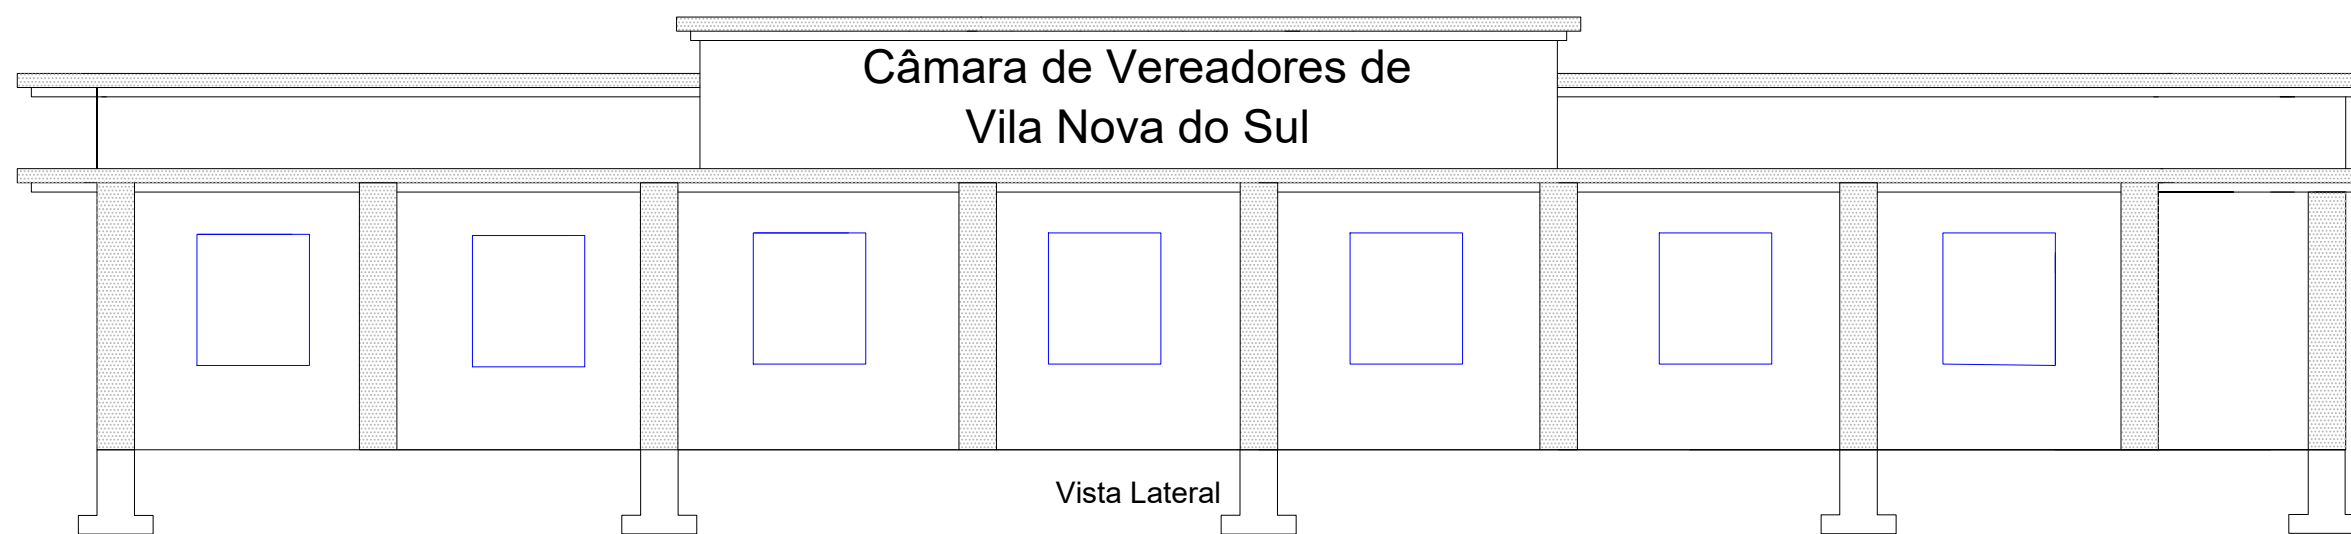 Câmara de Vereadores de
Vila Nova do Sul
Vista Lateral